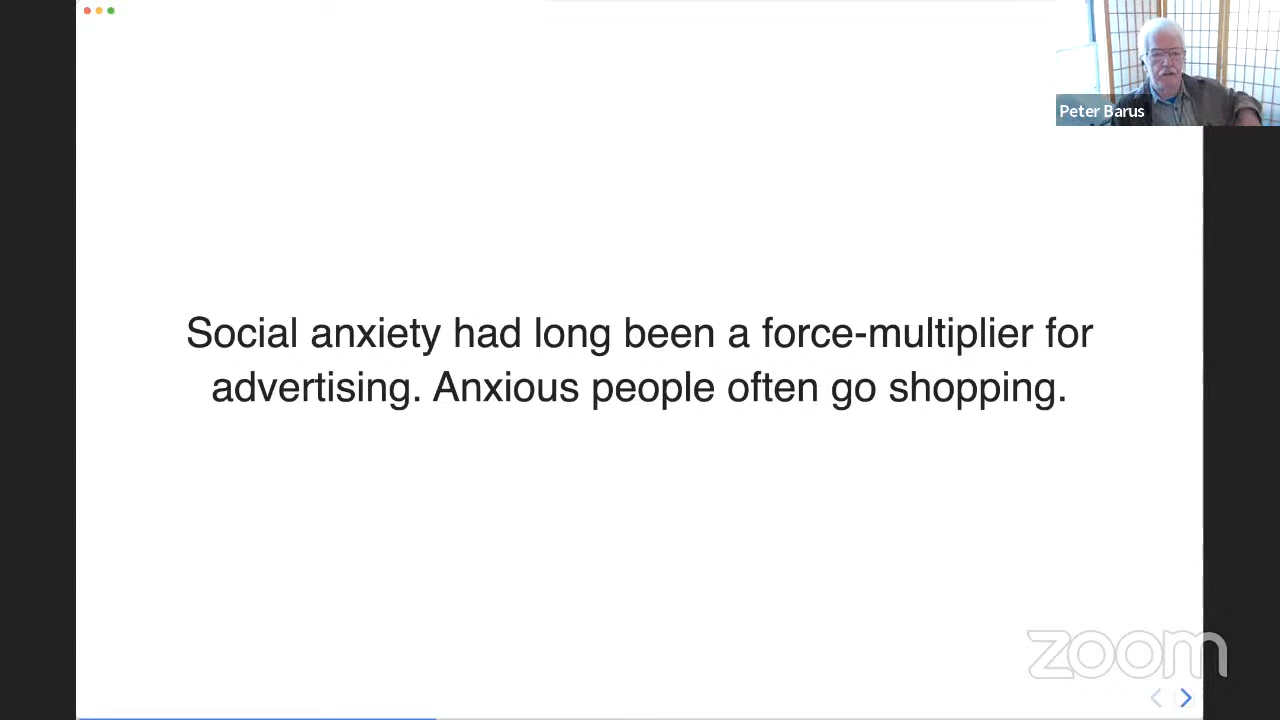 Peter Barus
Social anxiety had long been a force-multiplier for
advertising. Anxious people often go shopping.
zoom